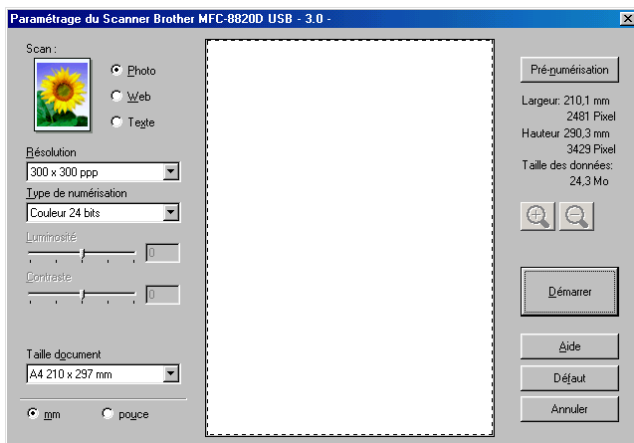 Paramétrage du Scanner Brother MFC-8820D USB - 3.0 -
Scan :
Photo
Web
Texte
Résolution
300 x 300 ppp
Type de numérisation
Couleur 24 bits
Luminosité
0
Contraste
0
Taille document
A4 210 x 297 mm
mm
pouce
Pré-numérisation
Largeur: 210,1 mm
2481 Pixel
Hauteur 290,3 mm
3429 Pixel
Taille des données:
24,3 Mo
Démarrer
Aide
Défaut
Annuler